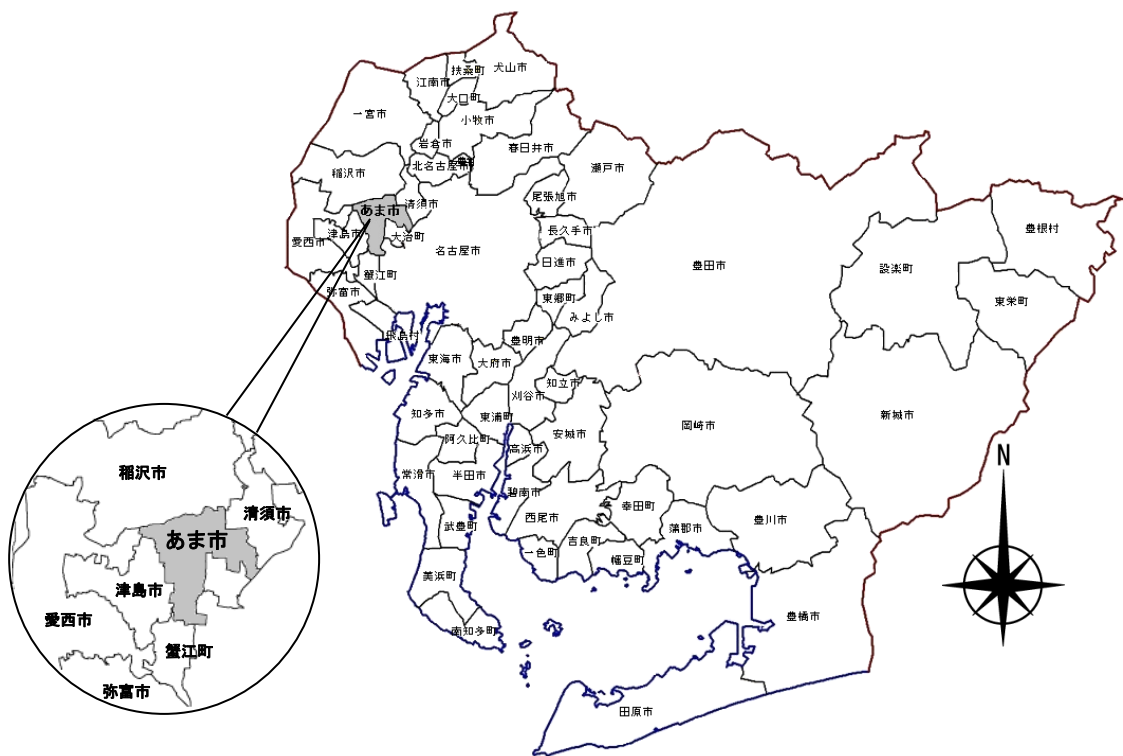 犬山市
扶桑町
江南市
大口町
一宮市
小牧市
岩倉市
春日井市
北名古屋市
瀬戸市
稲沢市
尾張旭市
清須市
あま市
津島市
愛西市
大治町
長久手市
名古屋市
日進市
豊田市
蟹江町
弥富市
東郷町
みよし市
飛島村
豊明市
豊根村
設楽町
東栄町
東海市
大府市
知立市
刈谷市
知多市
東浦町
新城市
岡崎市
阿久比町
高浜市
安城市
常滑市
半田市
碧南市
西尾市
幸田町
豊川市
武豊町
蒲郡市
吉良町
一色町
幡豆町
美浜町
南知多町
豊橋市
田原市
N
稲沢市
清須市
あま市
津島市
愛西市
蟹江町
弥富市